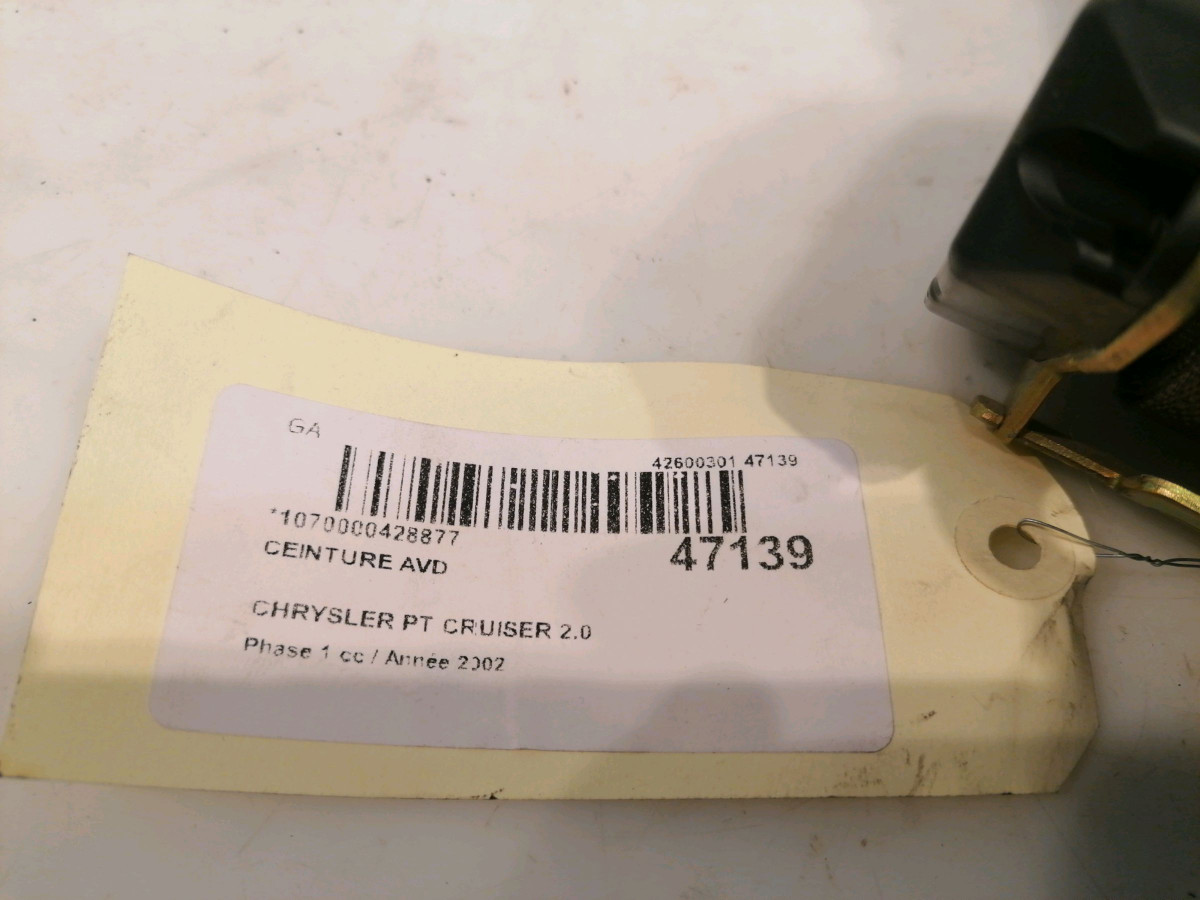 GA
42600301 47139
*1070000428877
47139
CEINTURE AVD
CHRYSLER PT CRUISER 2.0
Phase 1 cc / Année 2002